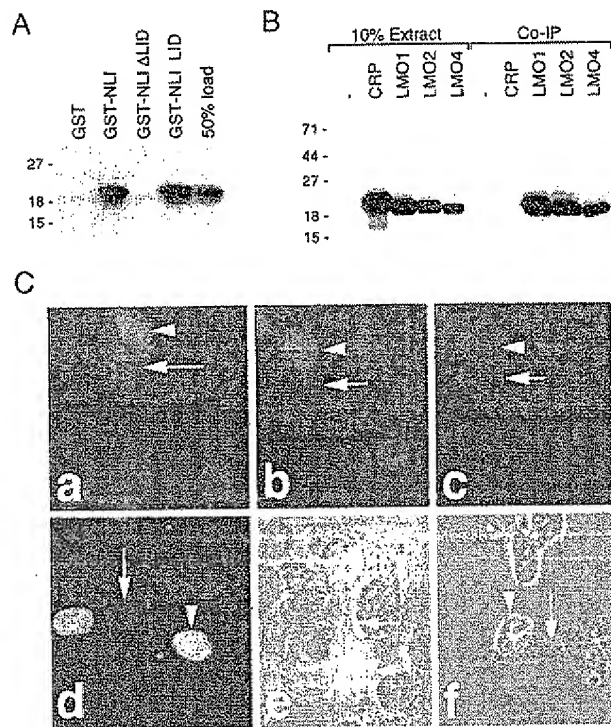 A
GST
GST-NLI
GST-NLI ΔLID
GST-NLI LID
50% load
27 -
18 -
15 -
B
10% Extract
Co-IP
-
CRP
LMO1
LMO2
LMO4
-
CRP
LMO1
LMO2
LMO4
71 -
44 -
27 -
18 -
15 -
C
a
b
c
d
e
f